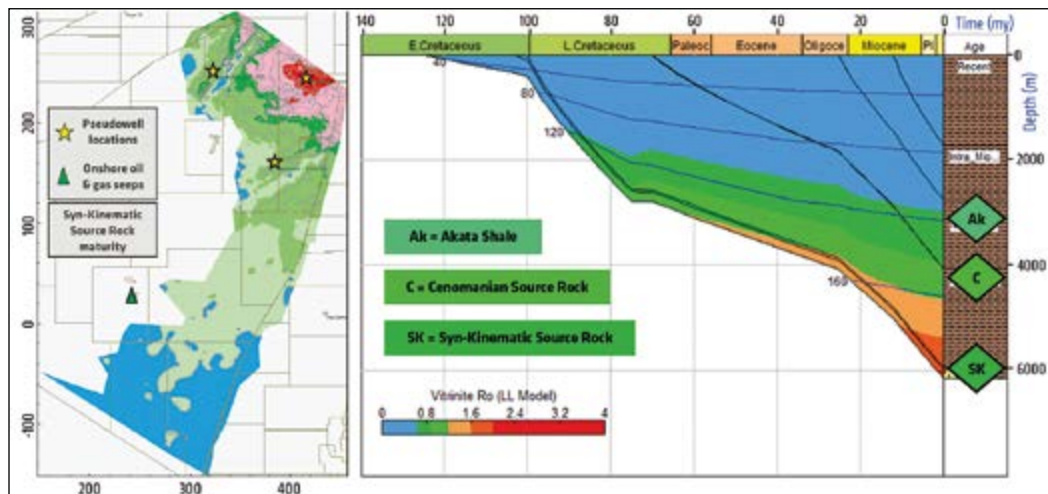 300
200
100
0
-100
200
300
400
Pseudowell
locations
Onshore oil
& gas seeps
Syn-Kinematic
Source Rock
maturity
140
120
100
80
60
40
20
0
Time (my)
E.Cretaceous
L.Cretaceous
Paleoc
Eocene
Oligoce
Miocene
Pl
Age
0
Recent
Depth (m)
40
80
120
160
2000
4000
6000
Ak
C
SK
Ak = Akata Shale
C = Cenomanian Source Rock
SK = Syn-Kinematic Source Rock
Vitrinite Ro (LL Model)
0
0.8
1.6
2.4
3.2
4